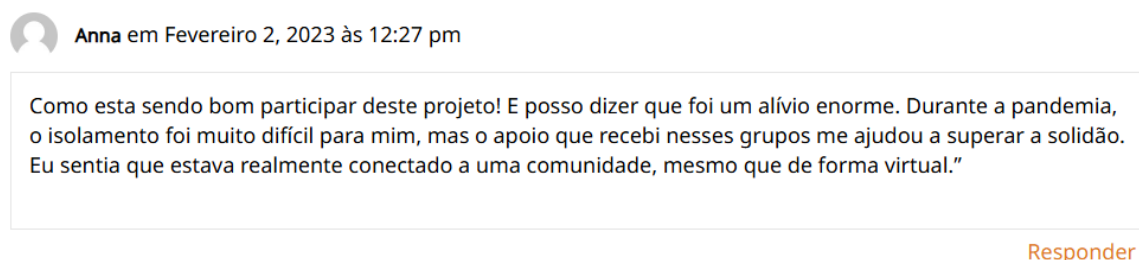 Anna em Fevereiro 2, 2023 às 12:27 pm
Como esta sendo bom participar deste projeto! E posso dizer que foi um alívio enorme. Durante a pandemia,
o isolamento foi muito difícil para mim, mas o apoio que recebi nesses grupos me ajudou a superar a solidão.
Eu sentia que estava realmente conectado a uma comunidade, mesmo que de forma virtual.”
Responder